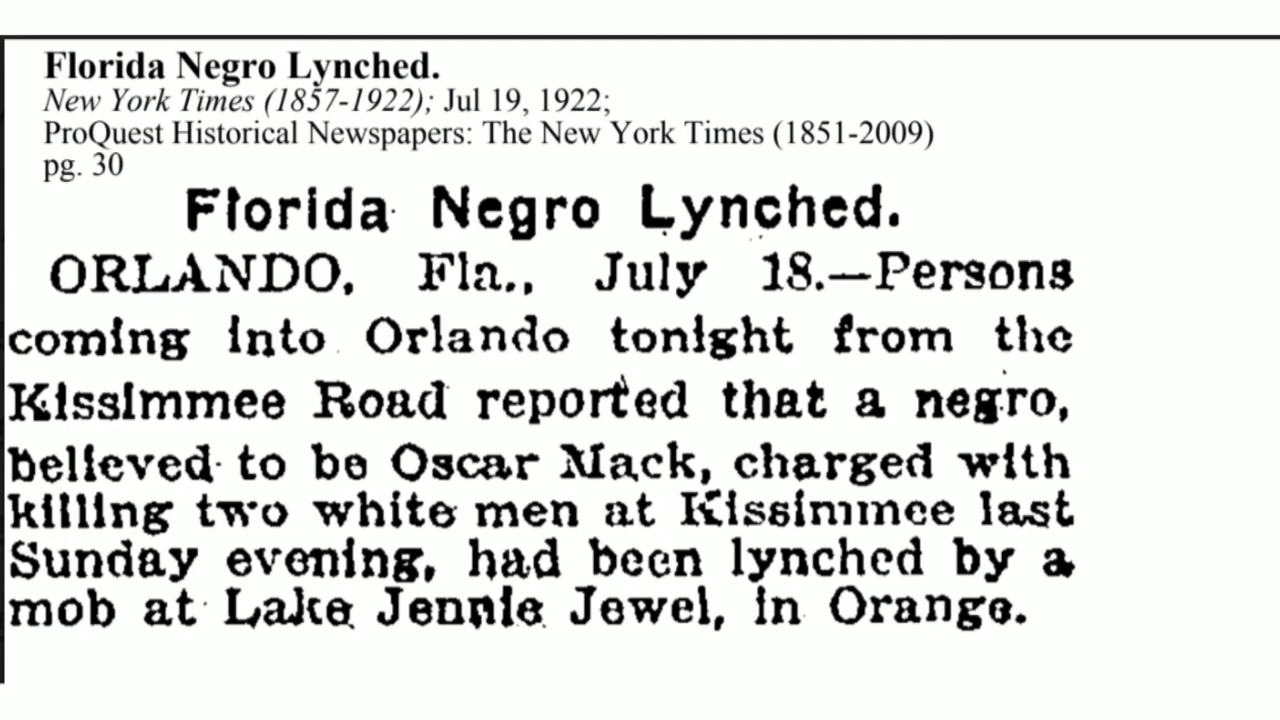 Florida Negro Lynched.
New York Times (1857-1922); Jul 19, 1922;
ProQuest Historical Newspapers: The New York Times (1851-2009)
pg. 30
Florida Negro Lynched.
ORLANDO, Fla., July 18.—Persons
coming into Orlando tonight from the
Kissimmee Road reported that a negro,
believed to be Oscar Mack, charged with
killing two white men at Kissimmee last
Sunday evening, had been lynched by a
mob at Lake Jennie Jewel, in Orange.